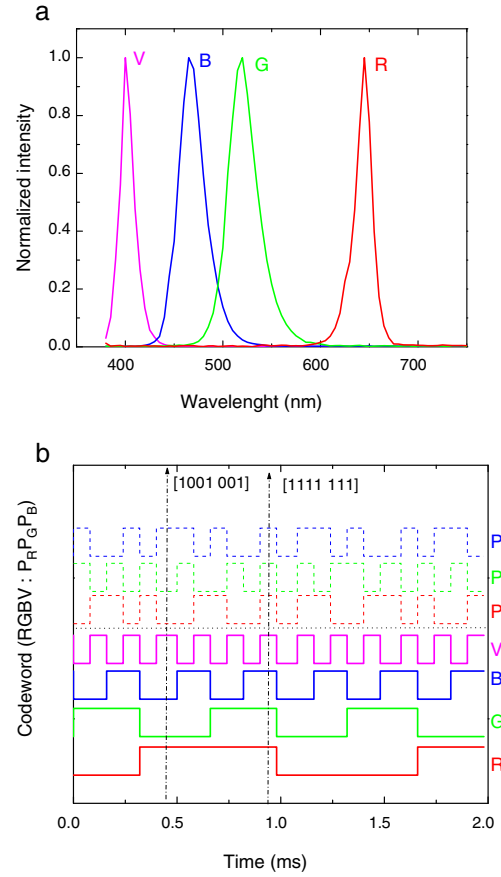 a
V B G R
1.0
0.8
0.6
0.4
0.2
0.0
Normalized intensity
400 500 600 700
Wavelenght (nm)
b
[1001 001] [1111 111]
P
P
P
V
B
G
R
Codeword (RGBV : PRPGPB)
0.0 0.5 1.0 1.5 2.0
Time (ms)